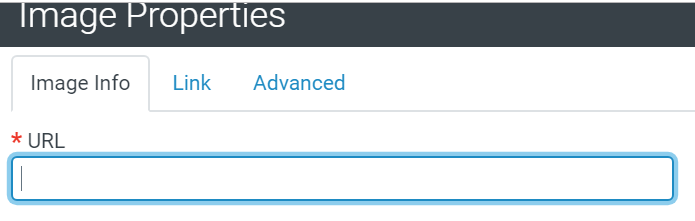 Image Properties
Image Info Link Advanced
* URL